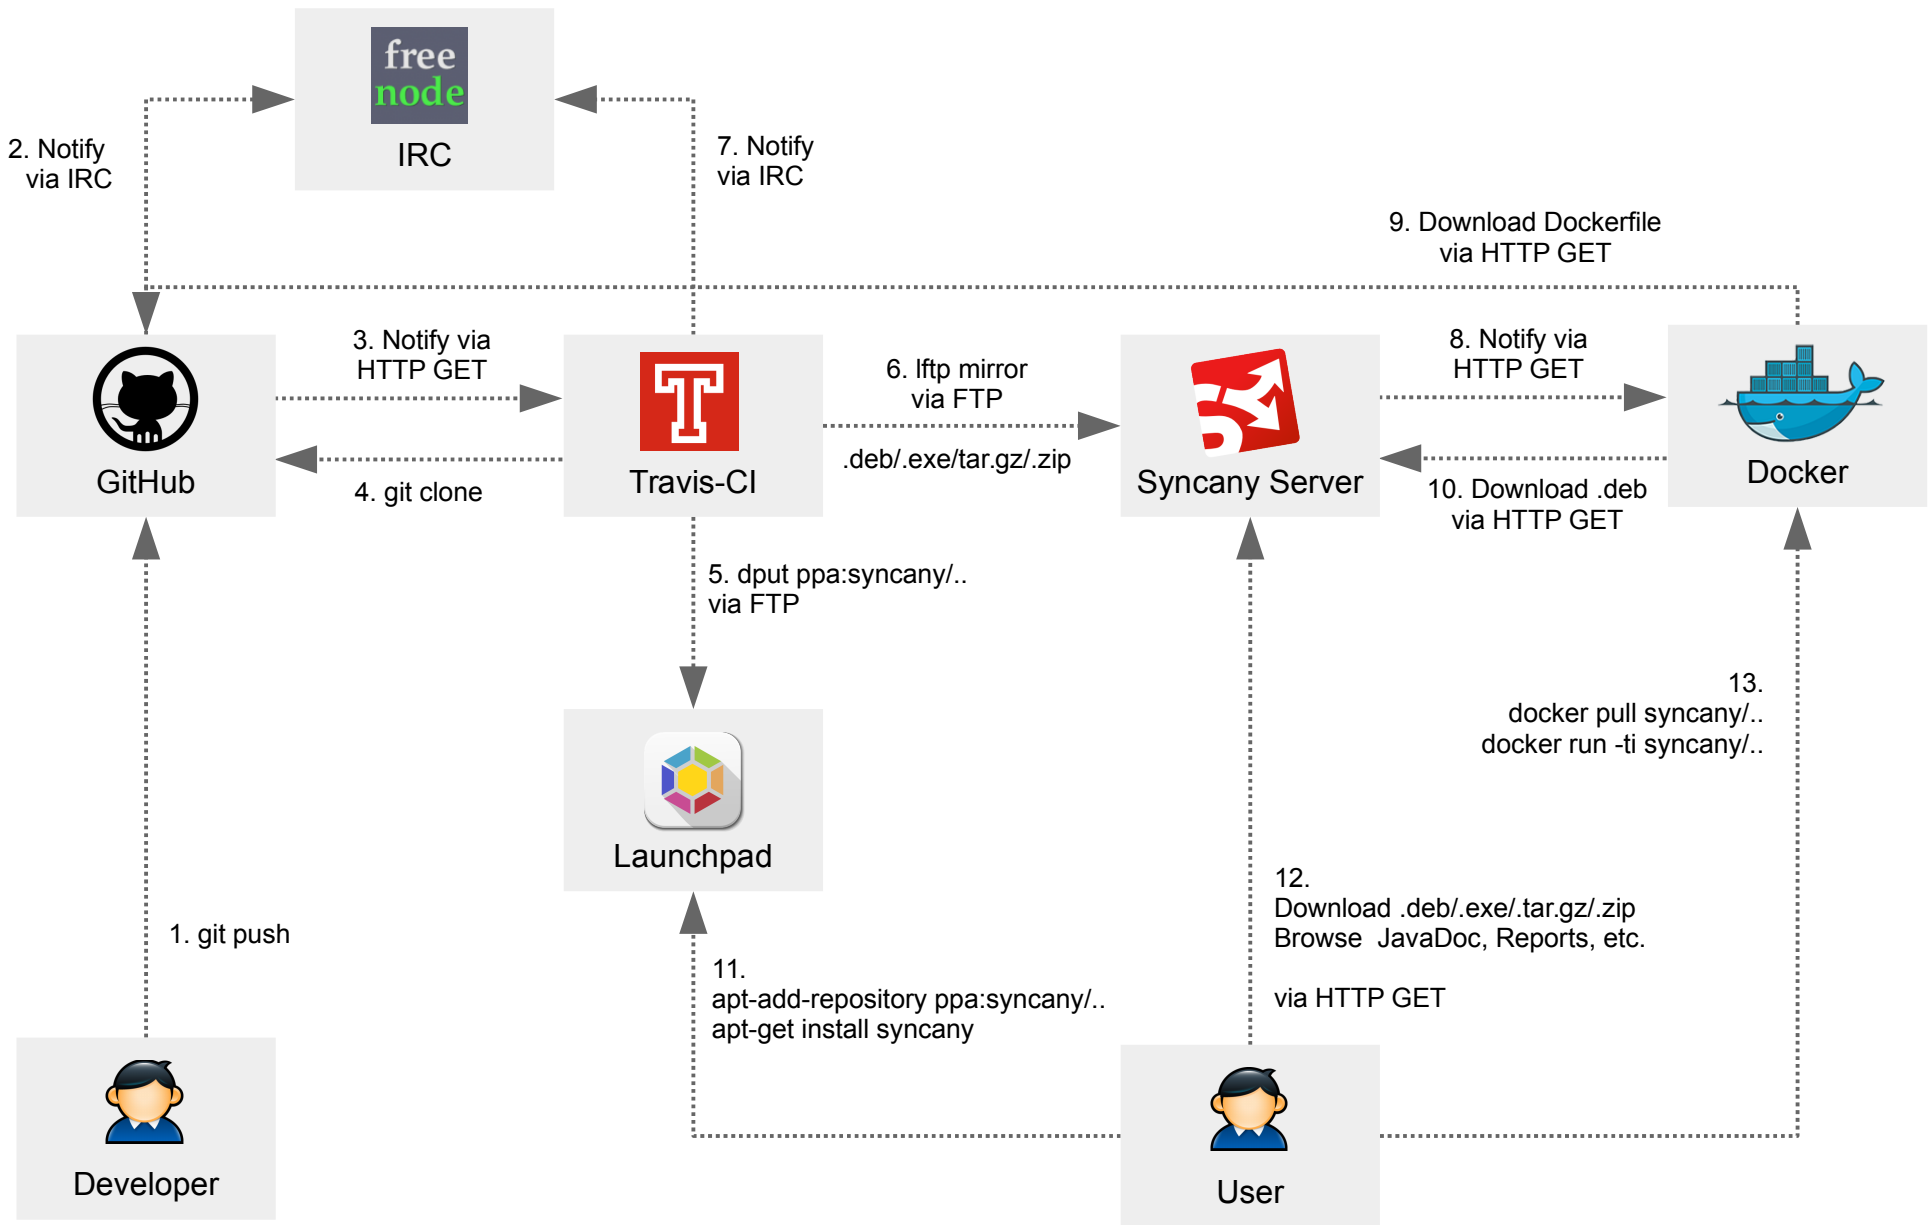 free
node
IRC
2. Notify
via IRC
7. Notify
via IRC
9. Download Dockerfile
via HTTP GET
3. Notify via
HTTP GET
6. lftp mirror
via FTP
.deb/.exe/tar.gz/.zip
8. Notify via
HTTP GET
GitHub
4. git clone
T
Travis-CI
Syncany Server
10. Download .deb
via HTTP GET
Docker
5. dput ppa:syncany/..
via FTP
13.
docker pull syncany/..
docker run -ti syncany/..
Launchpad
1. git push
11.
apt-add-repository ppa:syncany/..
apt-get install syncany
12.
Download .deb/.exe/.tar.gz/.zip
Browse  JavaDoc, Reports, etc.
via HTTP GET
Developer
User